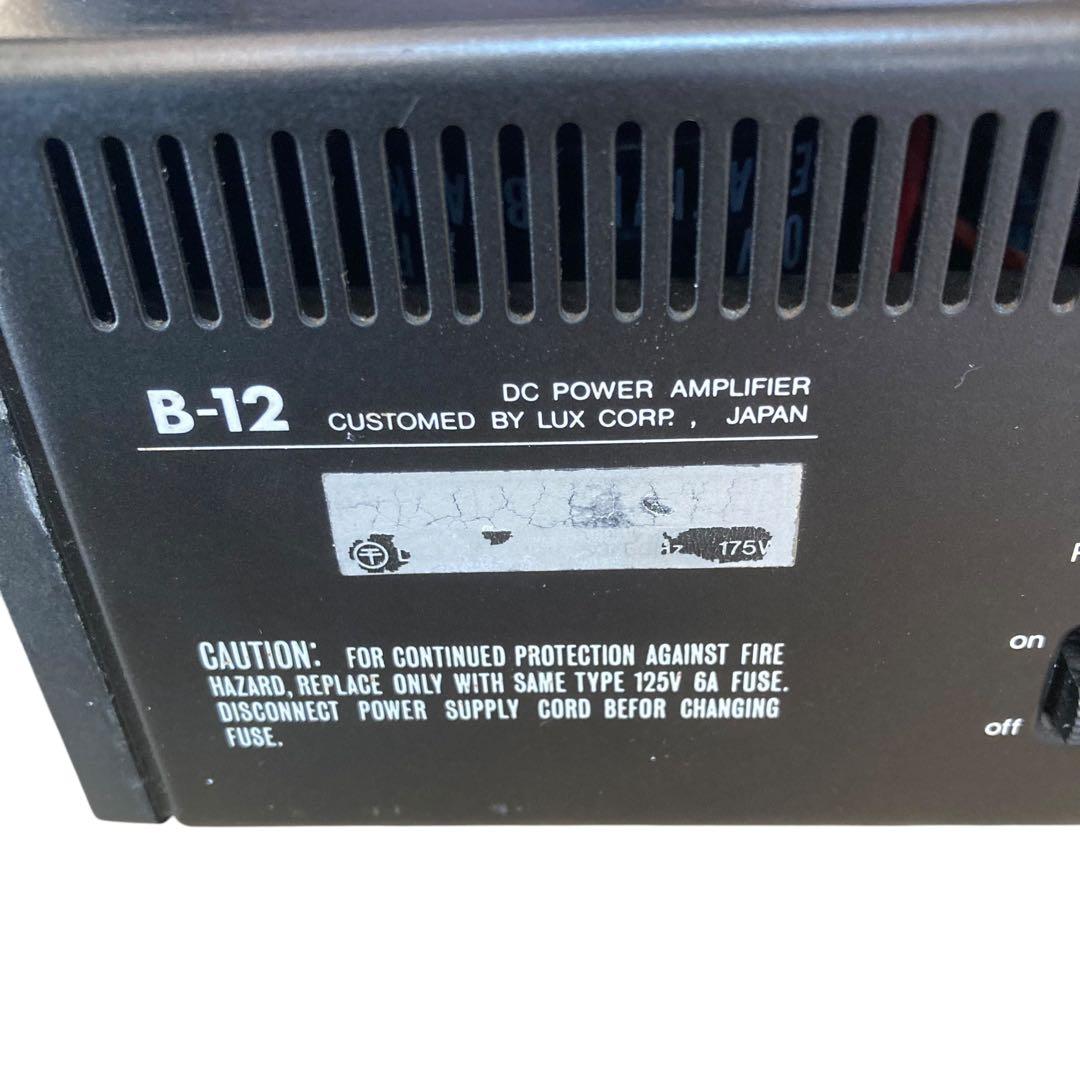 B-12
DC POWER AMPLIFIER
CUSTOMED BY LUX CORP., JAPAN
175V
CAUTION: FOR CONTINUED PROTECTION AGAINST FIRE
HAZARD, REPLACE ONLY WITH SAME TYPE 125V 6A FUSE.
DISCONNECT POWER SUPPLY CORD BEFOR CHANGING
FUSE.
on
off